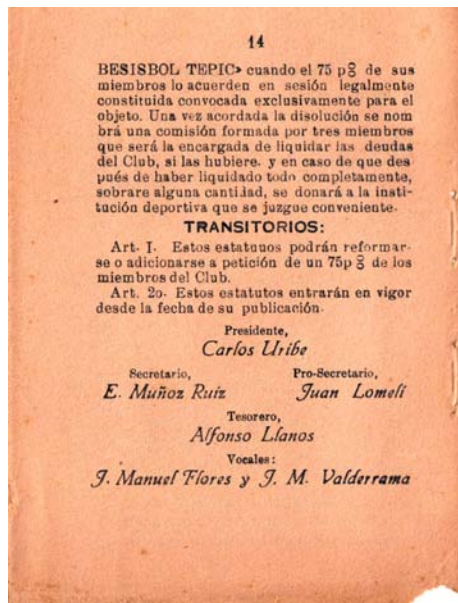 14
BESISBOL TEPIC» cuando el 75 p8 de sus
miembros lo acuerden en sesión legalmente
constituida convocada exclusivamente para el
objeto. Una vez acordada la disolución se nom
brá una comisión formada por tres miembros
que será la encargada de liquidar las deudas
del Club, si las hubiere. y en caso de que des
pués de haber liquidado todo completamente,
sobrare alguna cantidad, se donará a la insti-
tución deportiva que se juzgue conveniente.
TRANSITORIOS:
Art. I. Estos estatuuos podrán reformar-
se o adicionarse a petición de un 75p8 de los
miembros del Club.
Art. 2o. Estos estatutos entrarán en vigor
desde la fecha de su publicación.
Presidente,
Carlos Uribe
Secretario, Pro-Secretario,
E. Muñoz Ruíz Juan Lomelí
Tesorero,
Alfonso Llanos
Vocales:
J. Manuel Flores y J. M. Valderrama